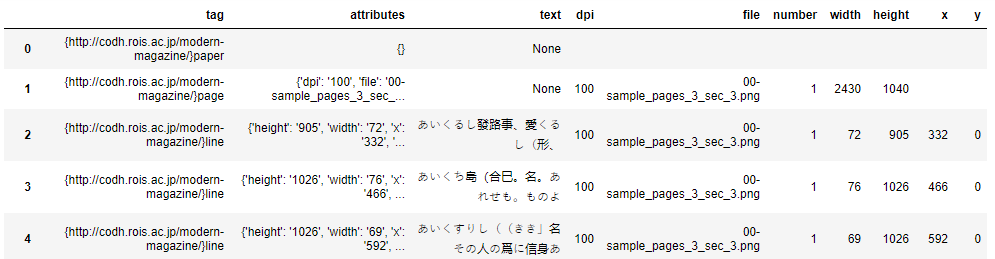 tag attributes text dpi file number width height x y
0 {http://codh.rois.ac.jp/modern-magazine/}paper {} None
1 {http://codh.rois.ac.jp/modern-magazine/}page {'dpi': '100', 'file': '00-sample_pages_3_sec_... None 100 00-sample_pages_3_sec_3.png 1 2430 1040
2 {http://codh.rois.ac.jp/modern-magazine/}line {'height': '905', 'width': '72', 'x': '332', '... あいくるし發路事、愛くるし（形、 100 00-sample_pages_3_sec_3.png 1 72 905 332 0
3 {http://codh.rois.ac.jp/modern-magazine/}line {'height': '1026', 'width': '76', 'x': '466', ... あいくち島（合巳。名。あれせも。ものよ 100 00-sample_pages_3_sec_3.png 1 76 1026 466 0
4 {http://codh.rois.ac.jp/modern-magazine/}line {'height': '1026', 'width': '69', 'x': '592', ... あいくすりし（（きき」名その人の爲に信身あ 100 00-sample_pages_3_sec_3.png 1 69 1026 592 0